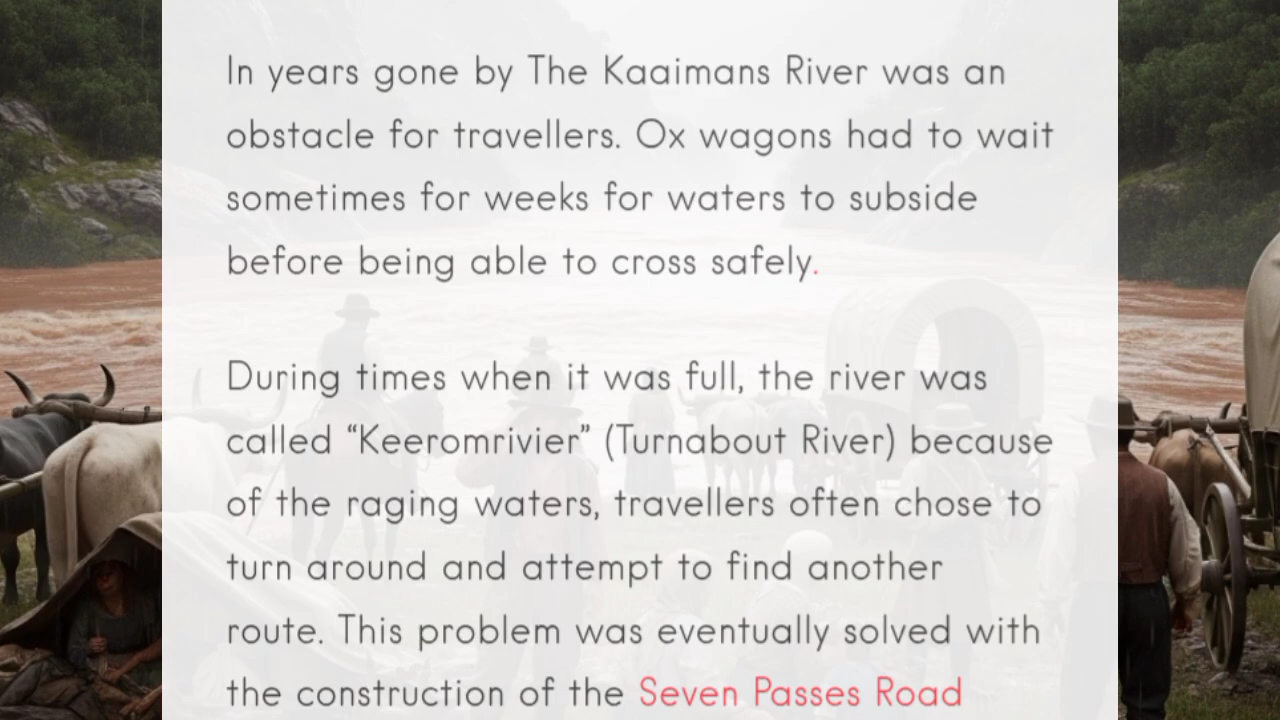 In years gone by The Kaaimans River was an
obstacle for travellers. Ox wagons had to wait
sometimes for weeks for waters to subside
before being able to cross safely.
During times when it was full, the river was
called “Keeromrivier” (Turnabout River) because
of the raging waters, travellers often chose to
turn around and attempt to find another
route. This problem was eventually solved with
the construction of the Seven Passes Road